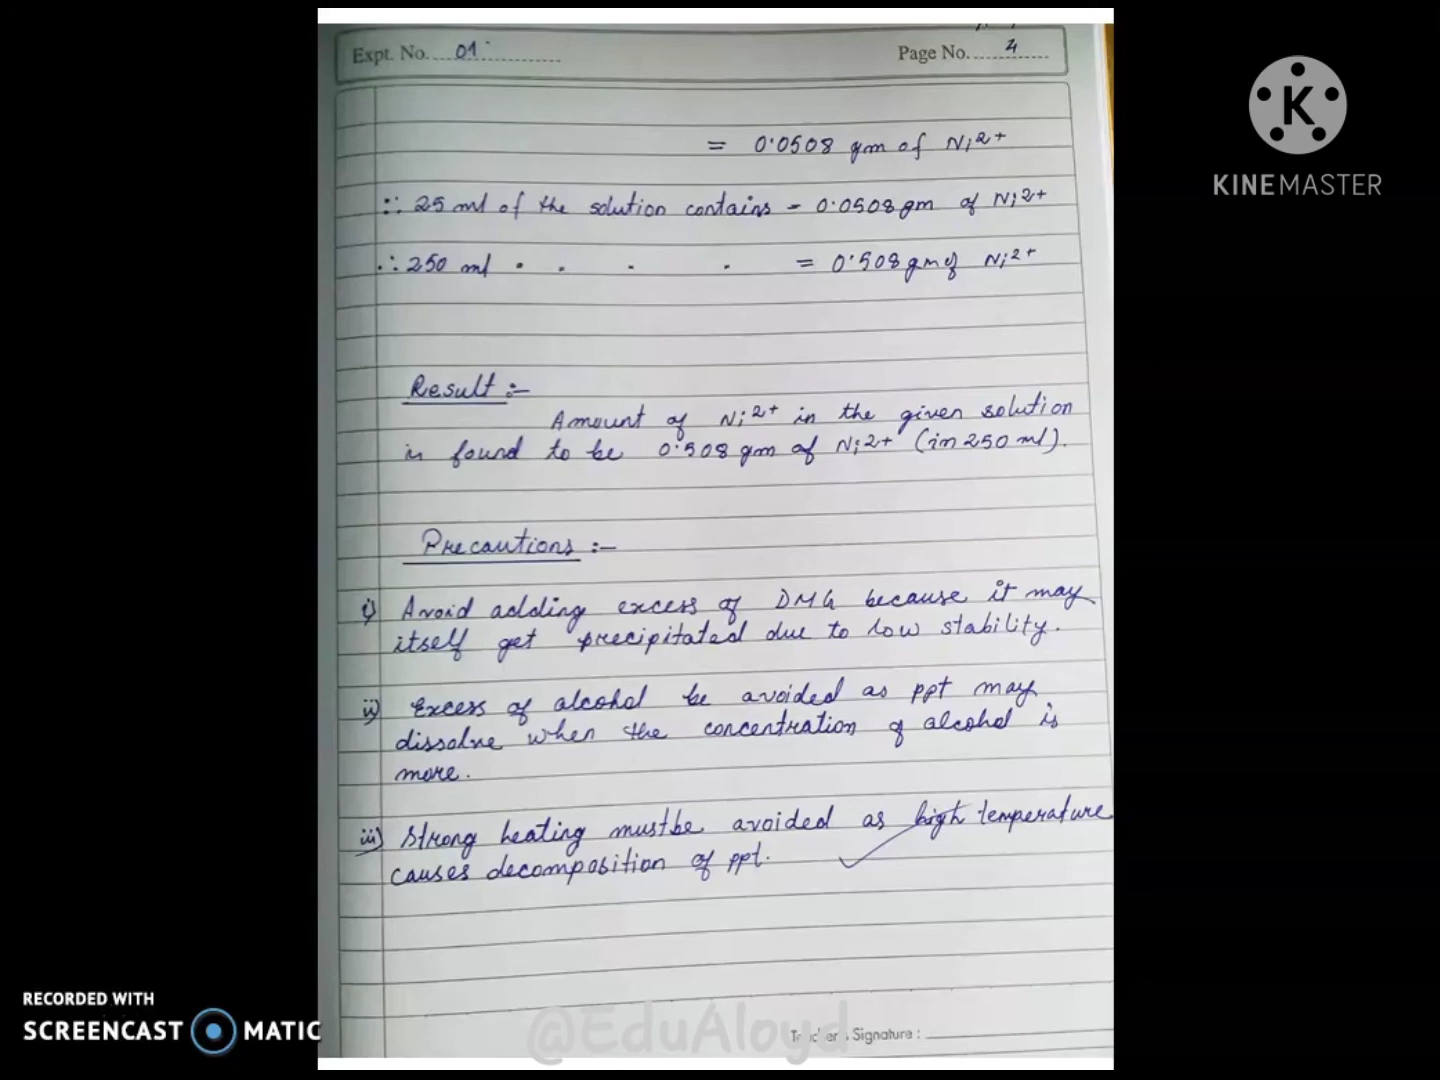 Expt. No. 01
Page No. 4
= 0.0508 gm of Ni2+
∵ 25 ml of the solution contains - 0.0508 gm of Ni2+
∴ 250 ml " " " " = 0.508 gm of Ni2+
Result :-
Amount of Ni2+ in the given solution
is found to be 0.508 gm of Ni2+ (in 250 ml).
Precautions :-
i) Avoid adding excess of DMG because it may
itself get precipitated due to low stability.
ii) Excess of alcohol be avoided as ppt may
dissolve when the concentration of alcohol is
more.
iii) Strong heating must be avoided as high temperature
causes decomposition of ppt.
Teacher's Signature :
@EduAloyd
KINEMASTER
RECORDED WITH
SCREENCAST MATIC